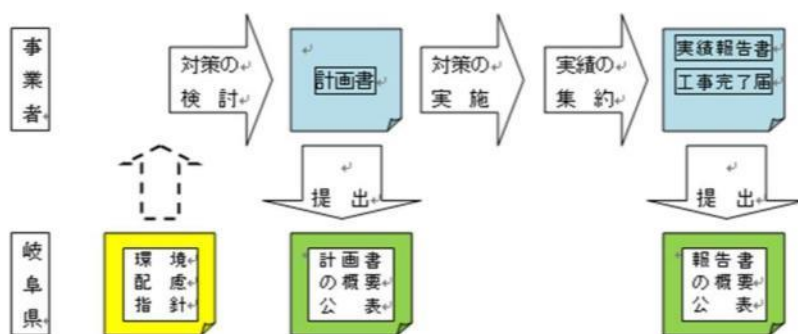 事業者
対策の
検討
計画書
対策の
実施
実績の
集約
実績報告書
工事完了届
提出
提出
岐阜県
環境
配慮
指針
計画書
の概要
公表
報告書
の概要
公表